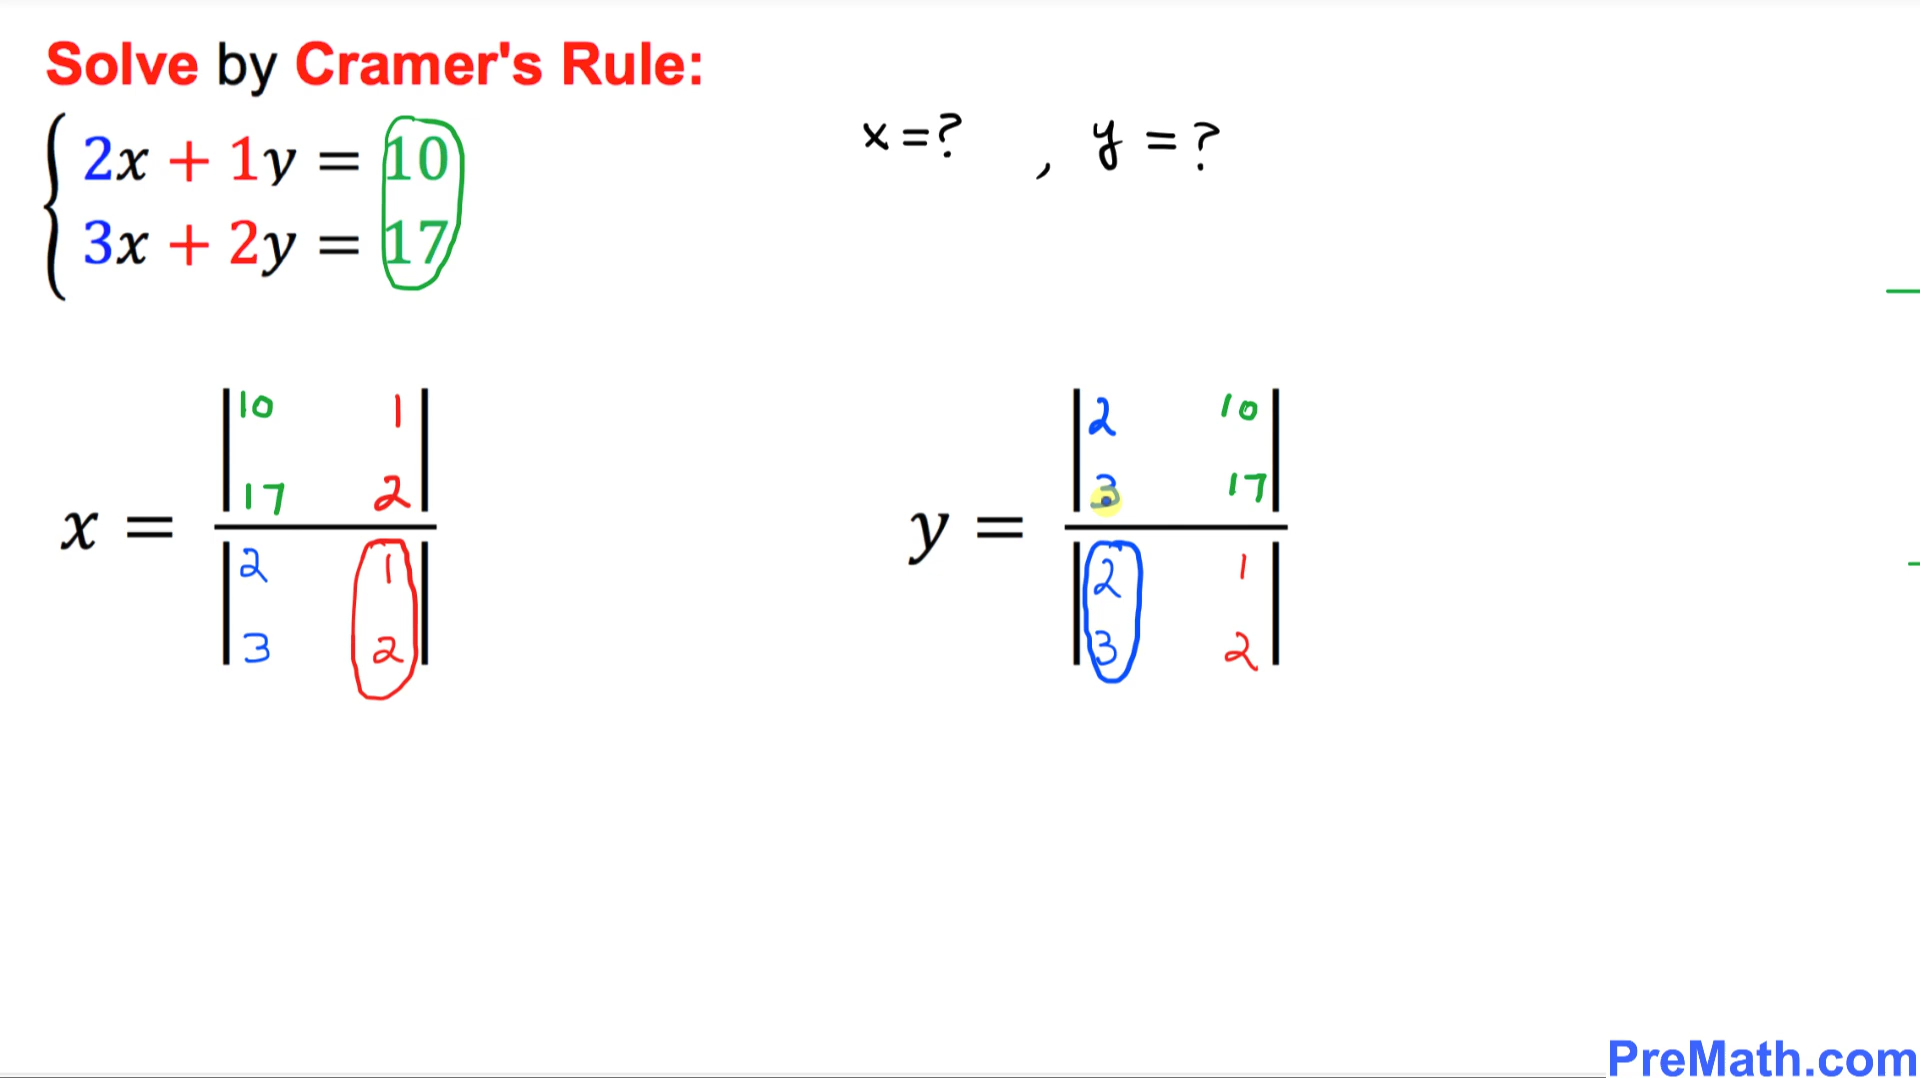 Solve by Cramer's Rule:
2x + 1y = 10
3x + 2y = 17
x = ? , y = ?
x = |10 1|
|17 2|
|2 1|
|3 2|
y = |2 10|
|3 17|
|2 1|
|3 2|
PreMath.com